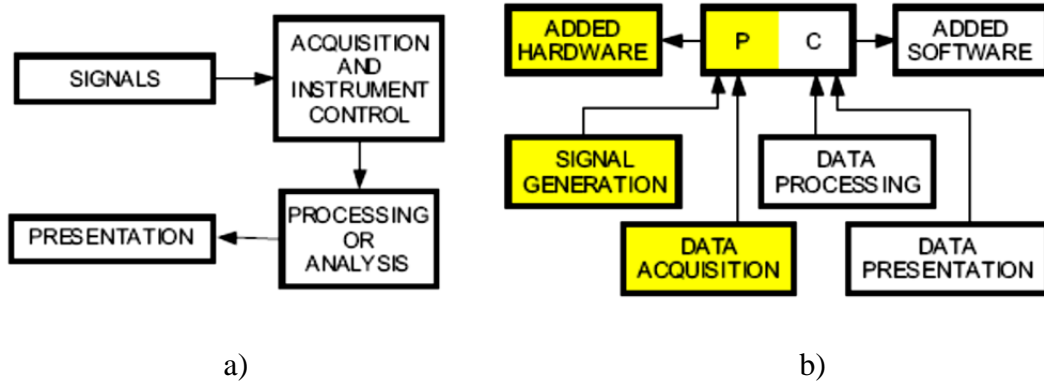 SIGNALS
ACQUISITION
AND
INSTRUMENT
CONTROL
PROCESSING
OR
ANALYSIS
PRESENTATION
a)
ADDED
HARDWARE
P C
ADDED
SOFTWARE
SIGNAL
GENERATION
DATA
PROCESSING
DATA
ACQUISITION
DATA
PRESENTATION
b)